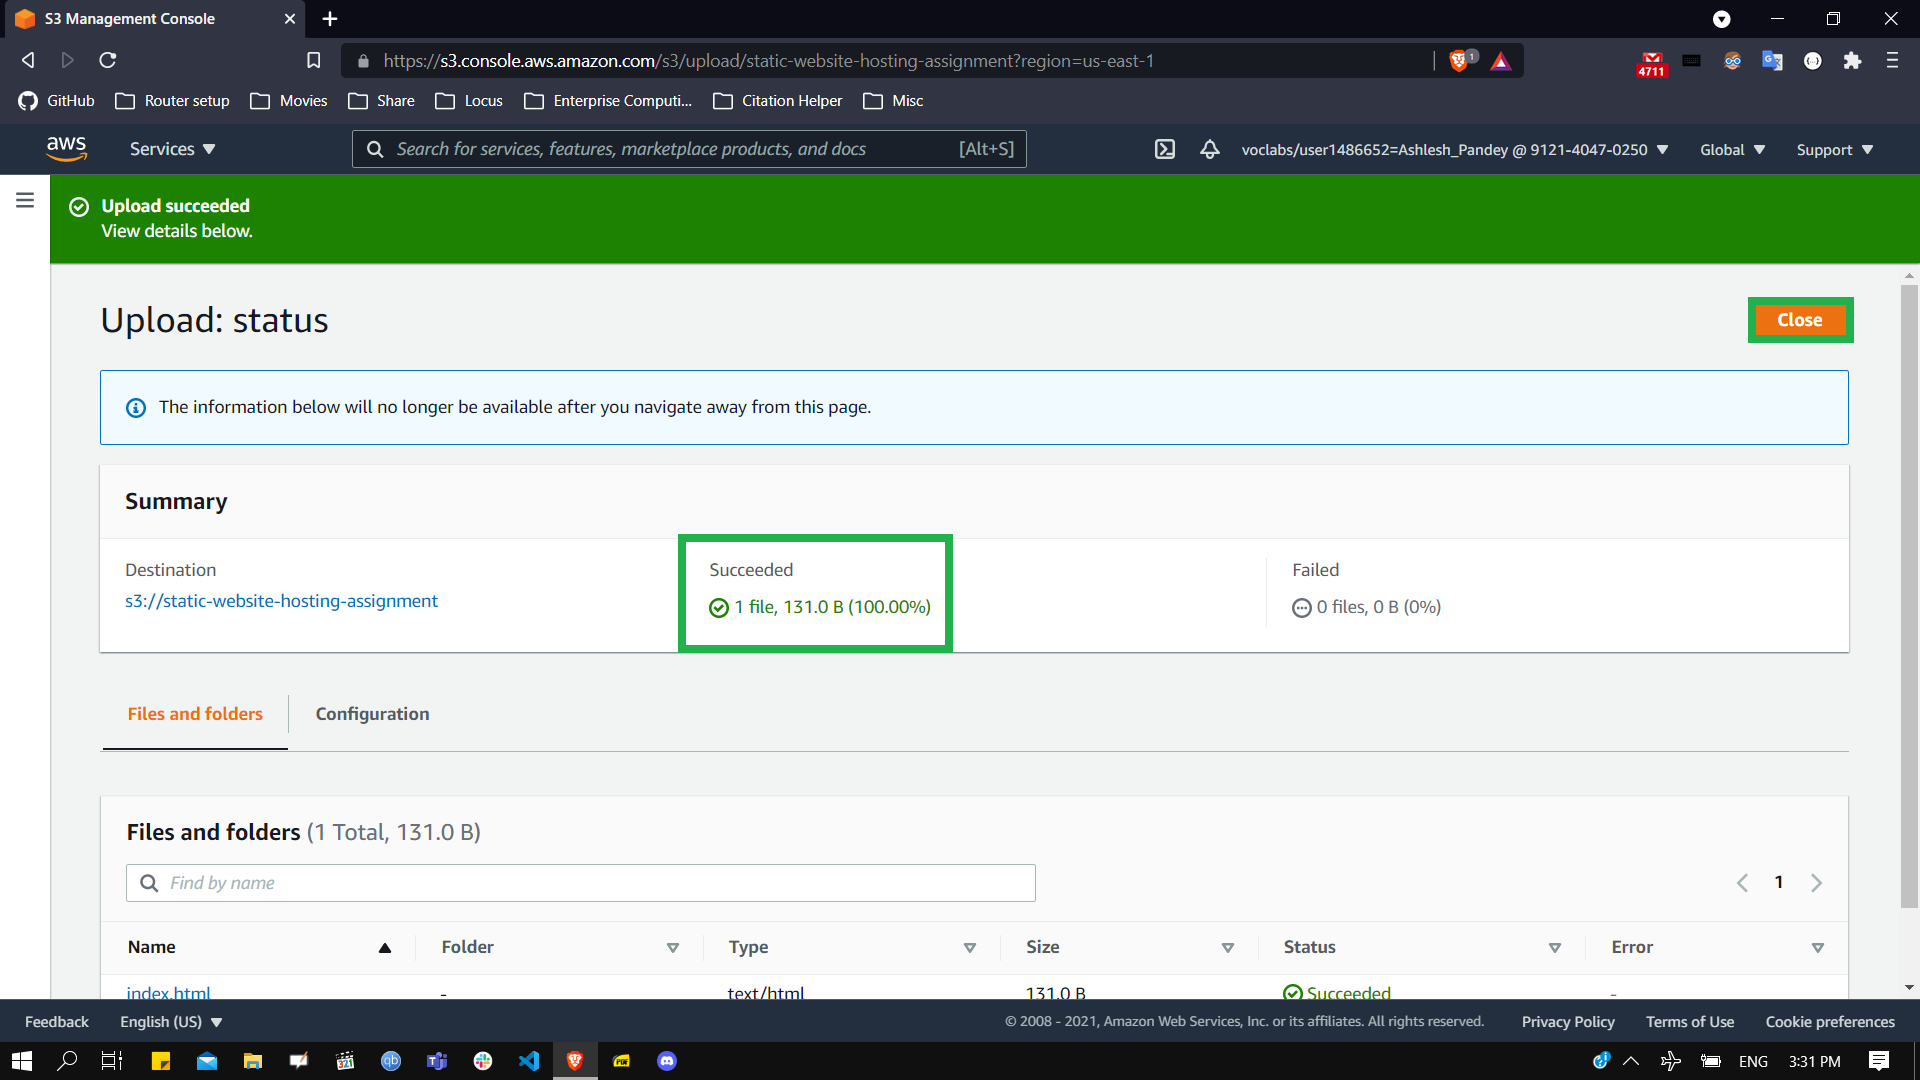 S3 Management Console
https://s3.console.aws.amazon.com/s3/upload/static-website-hosting-assignment?region=us-east-1
1
4711
GitHub Router setup Movies Share Locus Enterprise Computi... Citation Helper Misc
aws Services Search for services, features, marketplace products, and docs [Alt+S] voclabs/user1486652=Ashlesh_Pandey @ 9121-4047-0250 Global Support
Upload succeeded
View details below.
Upload: status
Close
The information below will no longer be available after you navigate away from this page.
Summary
Destination
s3://static-website-hosting-assignment
Succeeded
1 file, 131.0 B (100.00%)
Failed
0 files, 0 B (0%)
Files and folders Configuration
Files and folders (1 Total, 131.0 B)
Find by name
1
Name Folder Type Size Status Error
index.html - text/html 131.0 B Succeeded -
Feedback English (US) © 2008 - 2021, Amazon Web Services, Inc. or its affiliates. All rights reserved. Privacy Policy Terms of Use Cookie preferences
321 qb PDF ENG 3:31 PM